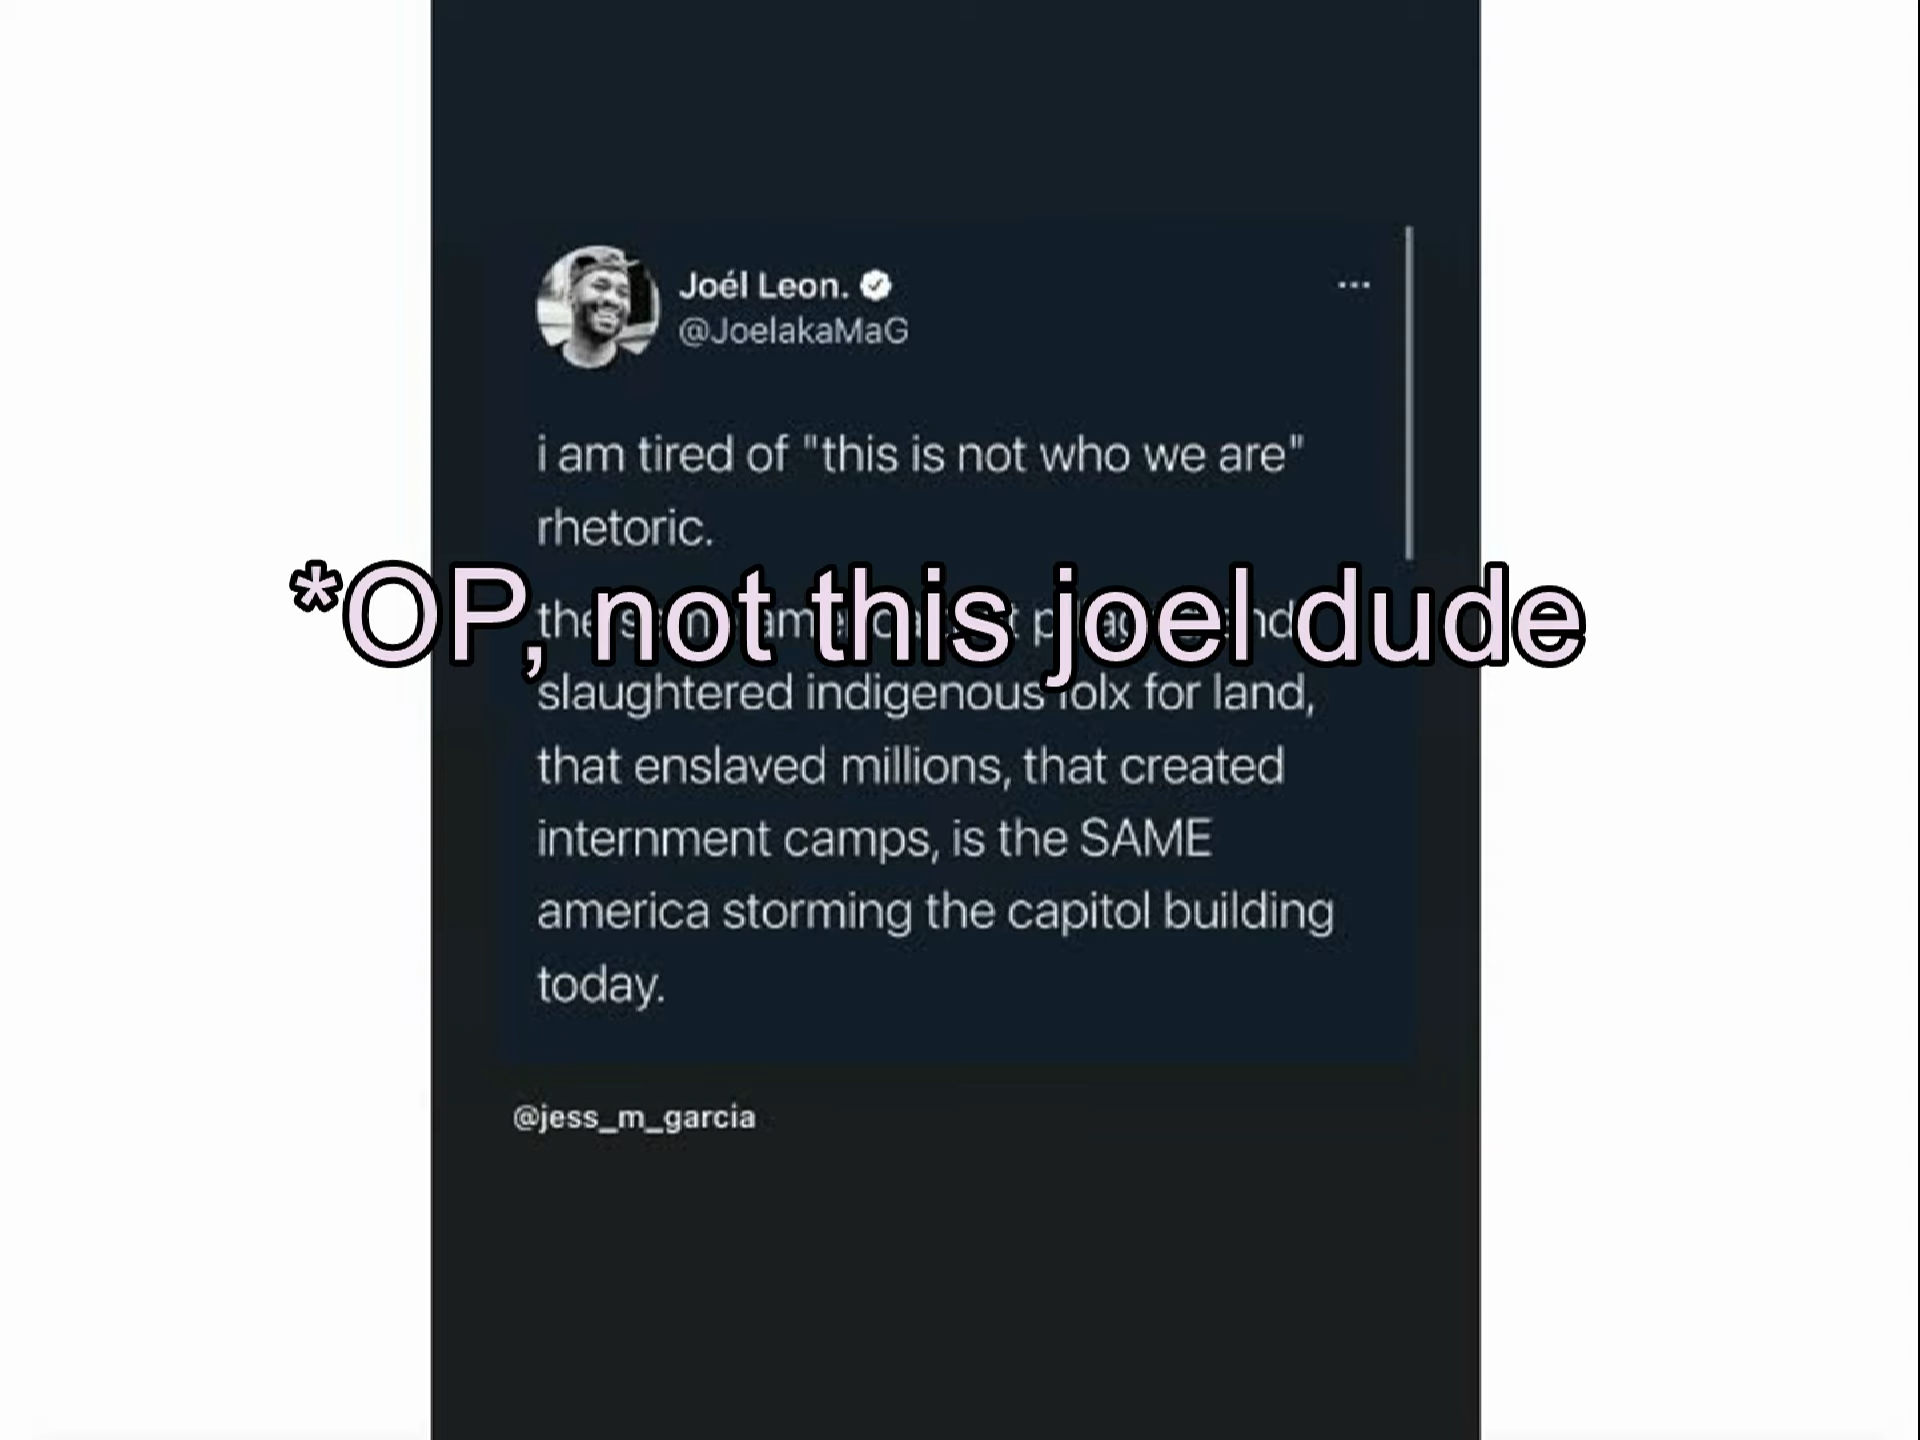 Joél Leon.
@JoelakaMaG
i am tired of "this is not who we are"
rhetoric.
*OP, not this joel dude
the
slaughtered indigenous folx for land,
that enslaved millions, that created
internment camps, is the SAME
america storming the capitol building
today.
@jess_m_garcia